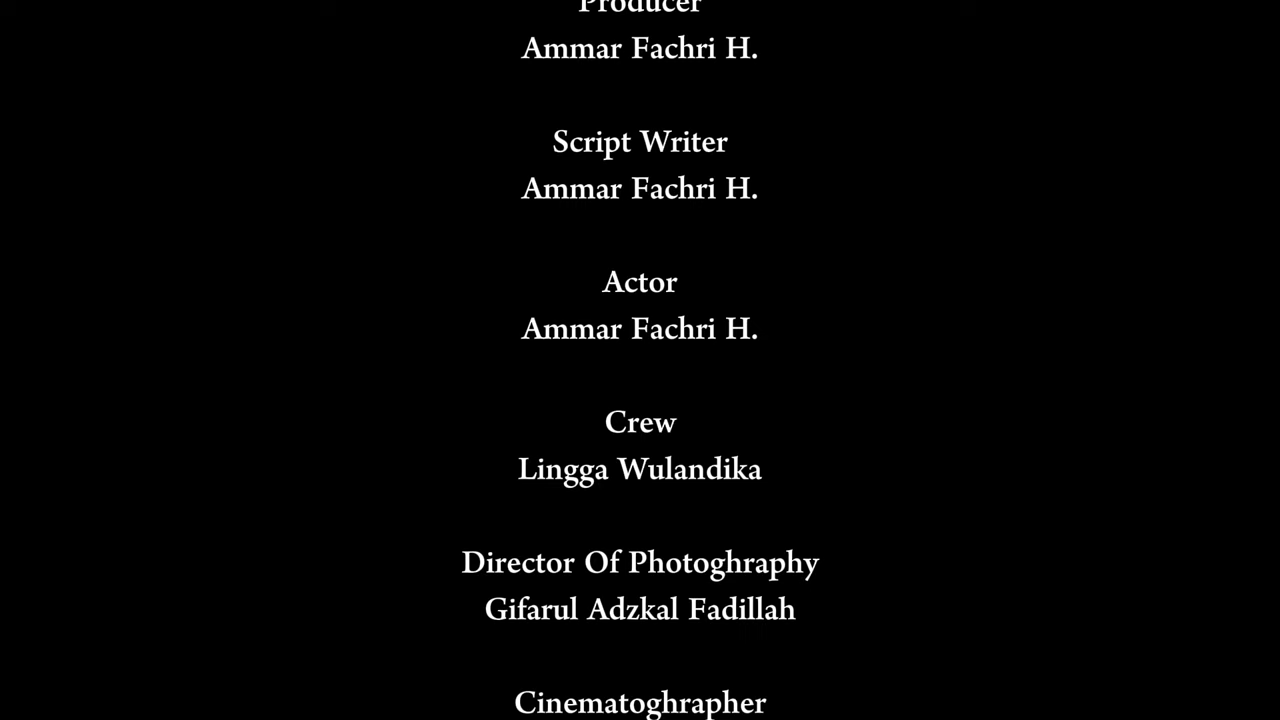 Producer
Ammar Fachri H.
Script Writer
Ammar Fachri H.
Actor
Ammar Fachri H.
Crew
Lingga Wulandika
Director Of Photoghraphy
Gifarul Adzkal Fadillah
Cinematoghrapher